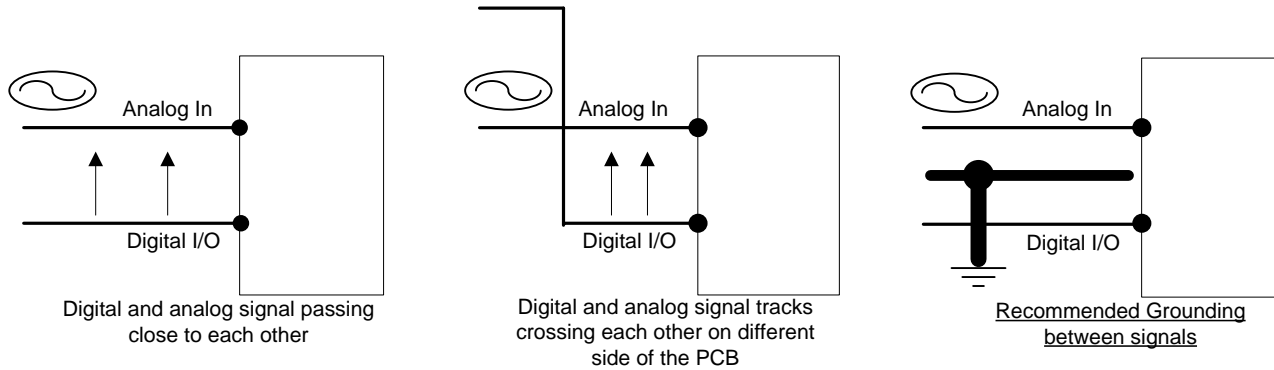 Analog In
Digital I/O
Digital and analog signal passing
close to each other
Analog In
Digital I/O
Digital and analog signal tracks
crossing each other on different
side of the PCB
Analog In
Digital I/O
Recommended Grounding
between signals